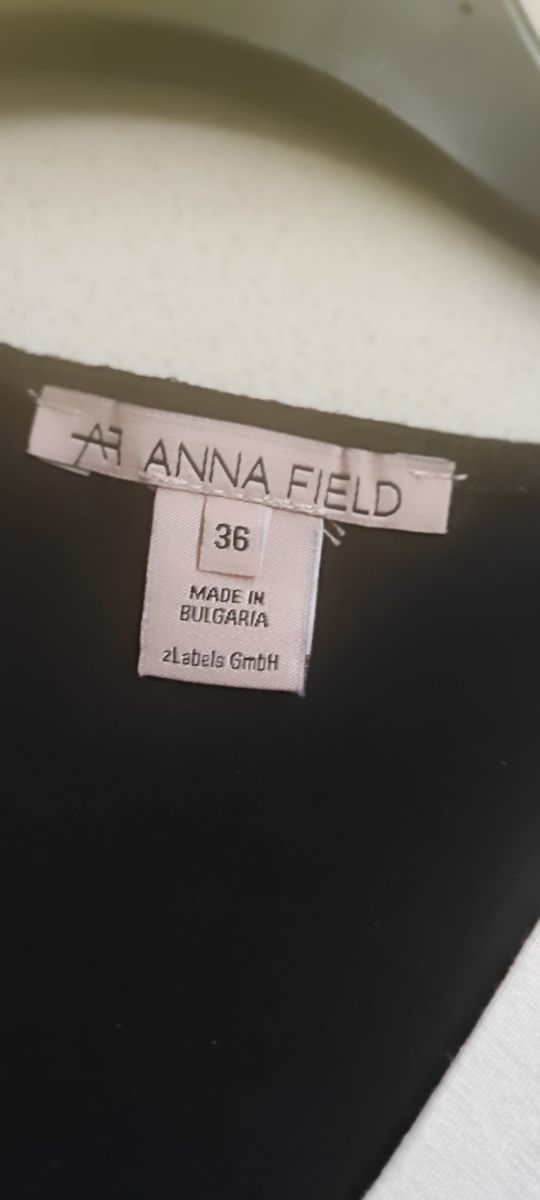 AF ANNA FIELD
36
MADE IN
BULGARIA
zLabels GmbH